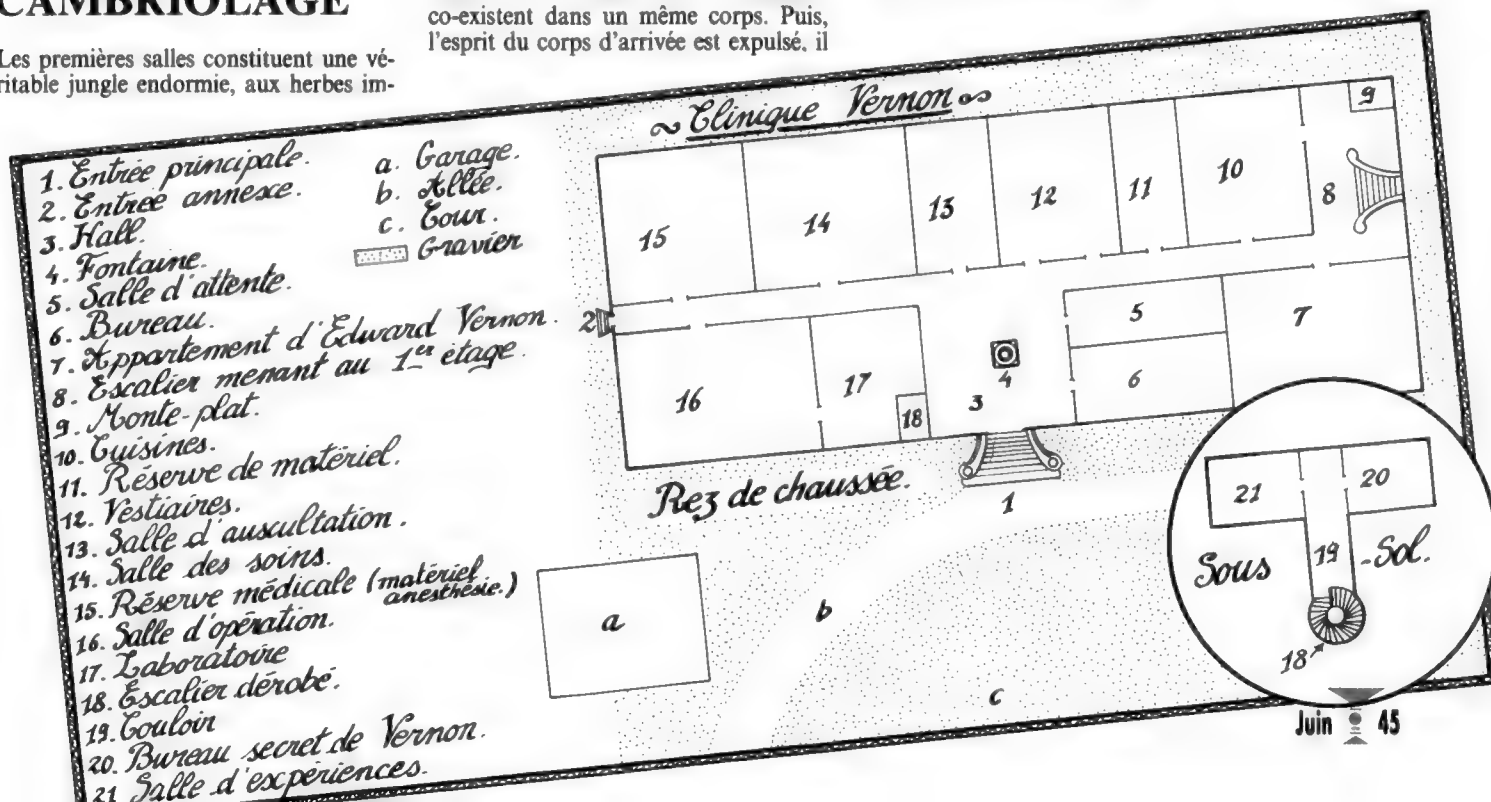 CAMBRIOLAGE
Les premières salles constituent une vé-
ritable jungle endormie, aux herbes im-
co-existent dans un même corps. Puis,
l'esprit du corps d'arrivée est expulsé, il
Clinique Vernon
1. Entrée principale.
2. Entrée annexe.
3. Hall.
4. Fontaine.
5. Salle d'attente.
6. Bureau.
7. Appartement d'Edward Vernon.
8. Escalier menant au 1er étage.
9. Monte-plat.
10. Cuisines.
11. Réserve de matériel.
12. Vestiaires.
13. Salle d'auscultation.
14. Salle des soins.
15. Réserve médicale (matériel
anesthésie.)
16. Salle d'opération.
17. Laboratoire
18. Escalier dérobé.
19. Couloir
20. Bureau secret de Vernon.
21 Salle d'expériences.
a. Garage.
b. Allée.
c. Cour.
Gravier
15
14
13
12
11
10
9
8
2
16
17
18
3
4
5
6
7
Rez de chaussée.
1
a
b
c
21
20
Sous
19
-Sol.
18
Juin 45